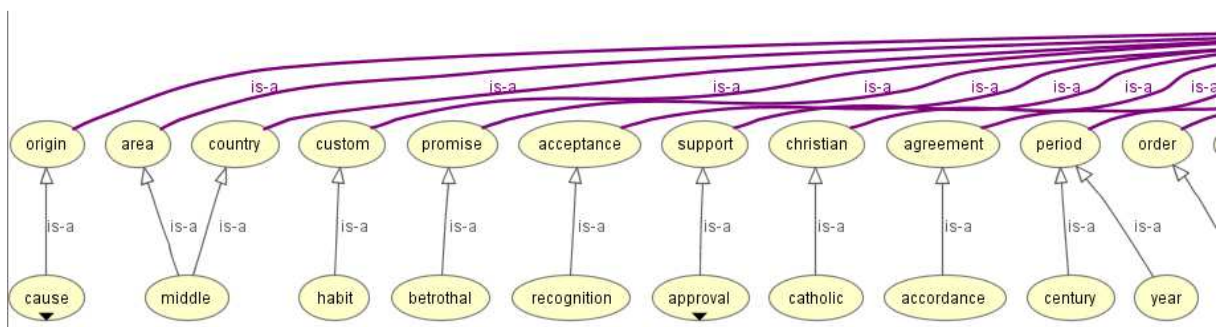 is-a is-a is-a is-a is-a is-a is-a is-a
origin area country custom promise acceptance support christian agreement period order
is-a is-a is-a is-a is-a is-a is-a is-a is-a is-a is-a
cause middle habit betrothal recognition approval catholic accordance century year